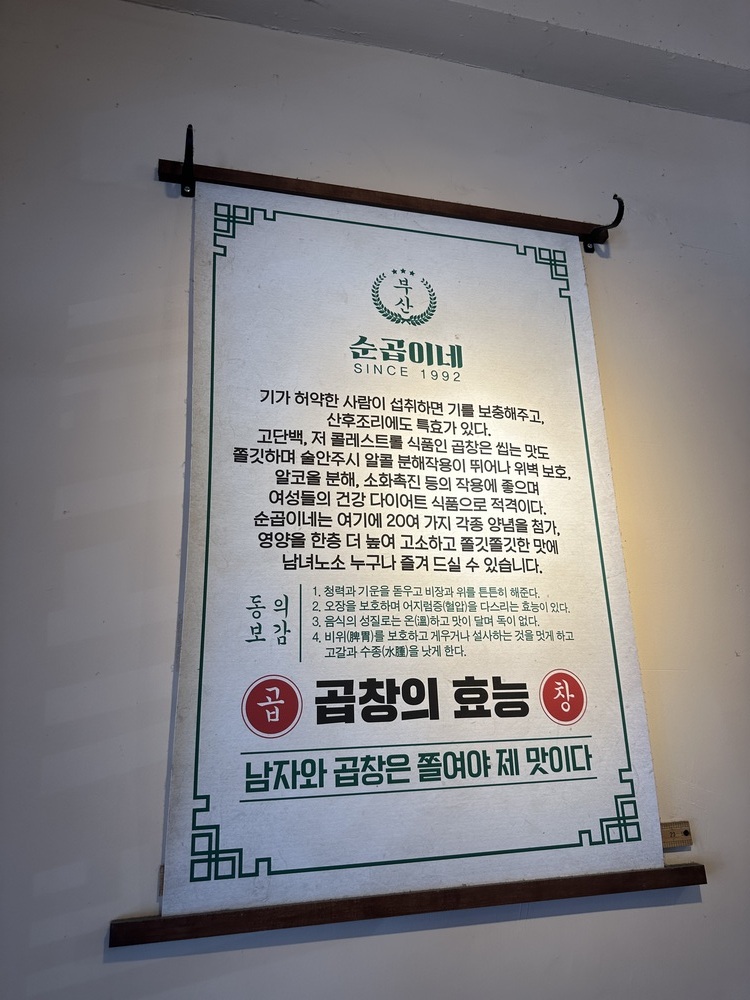 부
산
순곱이네
SINCE 1992
기가 허약한 사람이 섭취하면 기를 보충해주고,
산후조리에도 특효가 있다.
고단백, 저 콜레스트롤 식품인 곱창은 씹는 맛도
쫄깃하며 술안주시 알콜 분해작용이 뛰어나 위벽 보호,
알코올 분해, 소화촉진 등의 작용에 좋으며
여성들의 건강 다이어트 식품으로 적격이다.
순곱이네는 여기에 20여 가지 각종 양념을 첨가,
영양을 한층 더 높여 고소하고 쫄깃쫄깃한 맛에
남녀노소 누구나 즐겨 드실 수 있습니다.
동의
보감
1. 청력과 기운을 돋우고 비장과 위를 튼튼히 해준다.
2. 오장을 보호하며 어지럼증(혈압)을 다스리는 효능이 있다.
3. 음식의 성질로는 온(溫)하고 맛이 달며 독이 없다.
4. 비위(脾胃)를 보호하고 게우거나 설사하는 것을 멎게 하고
고갈과 수종(水腫)을 낫게 한다.
곱 곱창의 효능 창
남자와 곱창은 쫄여야 제 맛이다